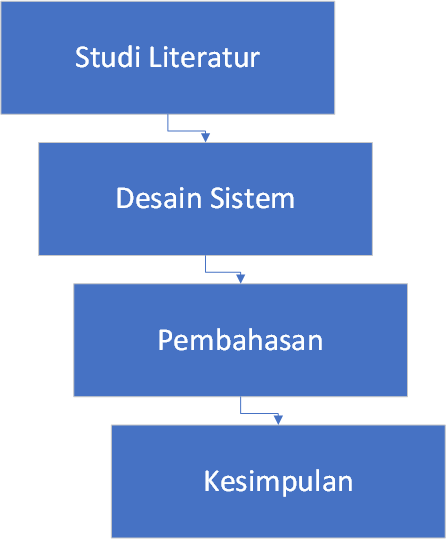 Studi Literatur
Desain Sistem
Pembahasan
Kesimpulan